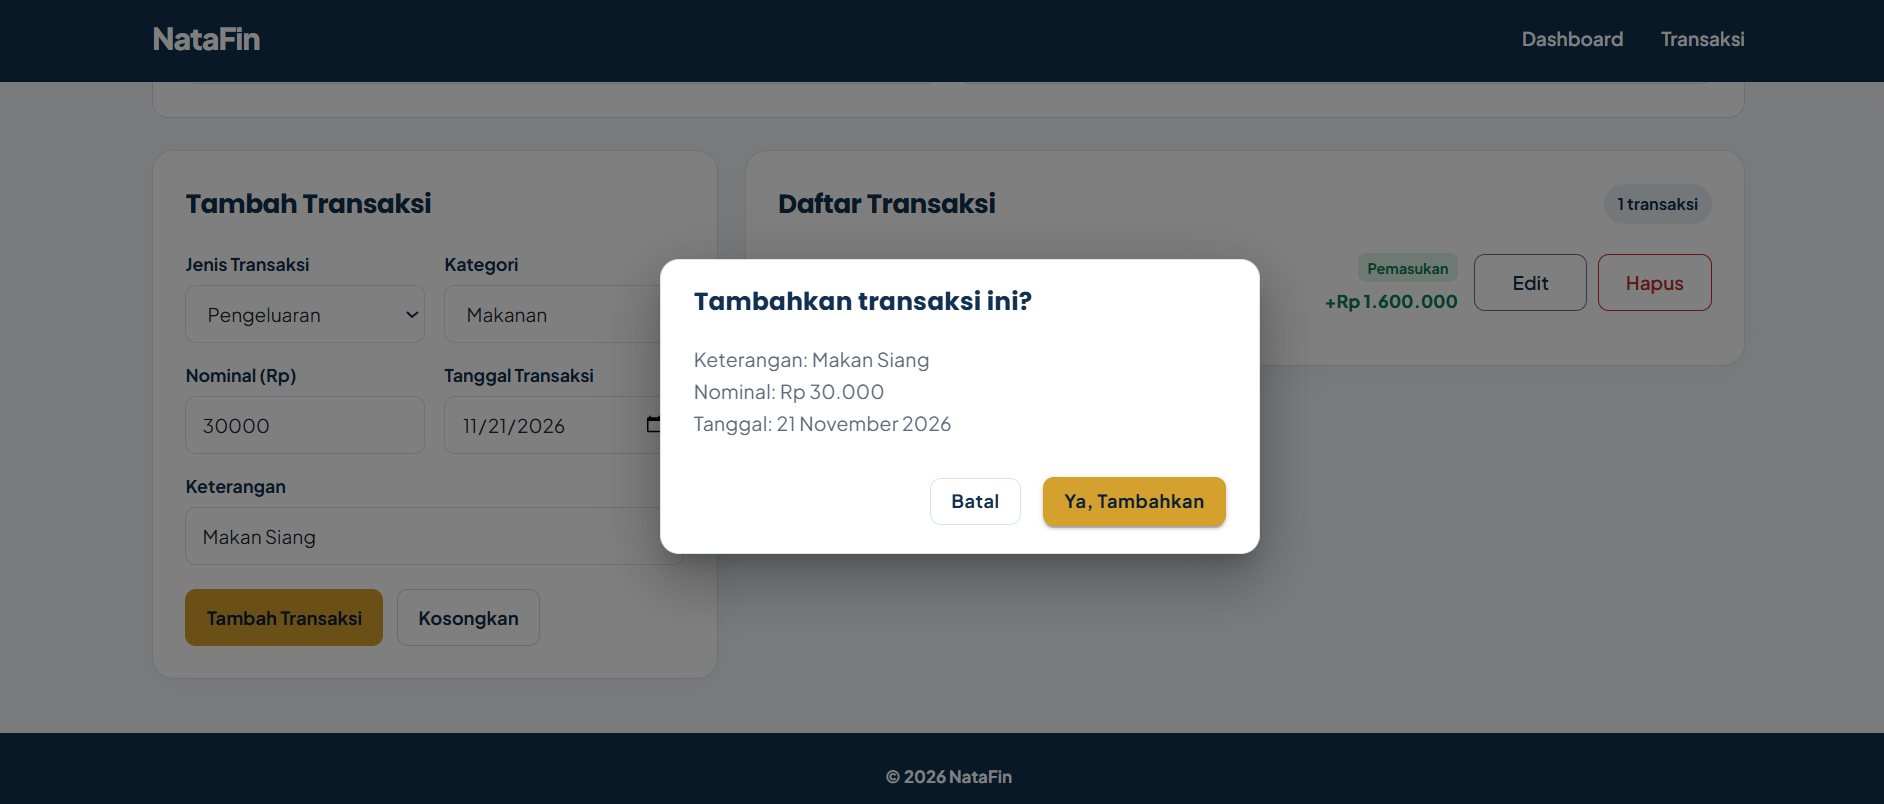 NataFin
Dashboard
Transaksi
Tambah Transaksi
Jenis Transaksi
Kategori
Pengeluaran
Makanan
Nominal (Rp)
Tanggal Transaksi
30000
11/21/2026
Keterangan
Makan Siang
Tambah Transaksi
Kosongkan
Daftar Transaksi
1 transaksi
Pemasukan
+Rp 1.600.000
Edit
Hapus
Tambahkan transaksi ini?
Keterangan: Makan Siang
Nominal: Rp 30.000
Tanggal: 21 November 2026
Batal
Ya, Tambahkan
© 2026 NataFin